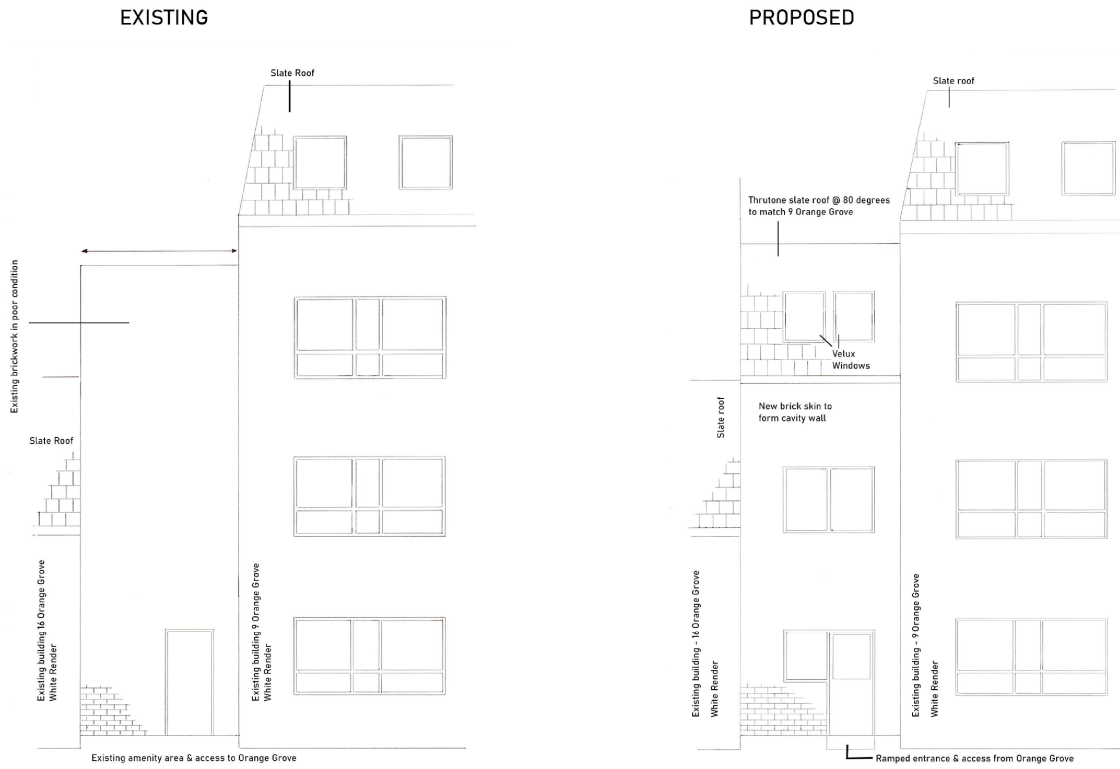 EXISTING
Slate Roof
Existing brickwork in poor condition
Slate Roof
Existing building 16 Orange Grove
White Render
Existing building 9 Orange Grove
White Render
Existing amenity area & access to Orange Grove
PROPOSED
Slate roof
Thrutone slate roof @ 80 degrees
to match 9 Orange Grove
Velux
Windows
New brick skin to
form cavity wall
Slate roof
Existing building - 16 Orange Grove
White Render
Existing building - 9 Orange Grove
White Render
Ramped entrance & access from Orange Grove